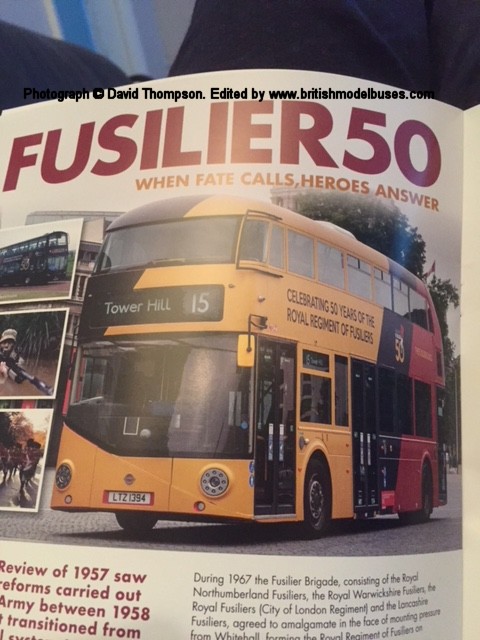 Photograph © David Thompson. Edited by www.britishmodelbuses.com
FUSILIER50
WHEN FATE CALLS, HEROES ANSWER
CELEBRATING 50 YEARS OF THE
ROYAL REGIMENT OF FUSILIERS
50
Tower Hill 15
15
LTZ 1394
Review of 1957 saw
reforms carried out
Army between 1958
t transitioned from
l system
During 1967 the Fusilier Brigade, consisting of the Royal
Northumberland Fusiliers, the Royal Warwickshire Fusiliers, the
Royal Fusiliers (City of London Regiment) and the Lancashire
Fusiliers, agreed to amalgamate in the face of mounting pressure
from Whitehall, forming the Royal Regiment of Fusiliers on